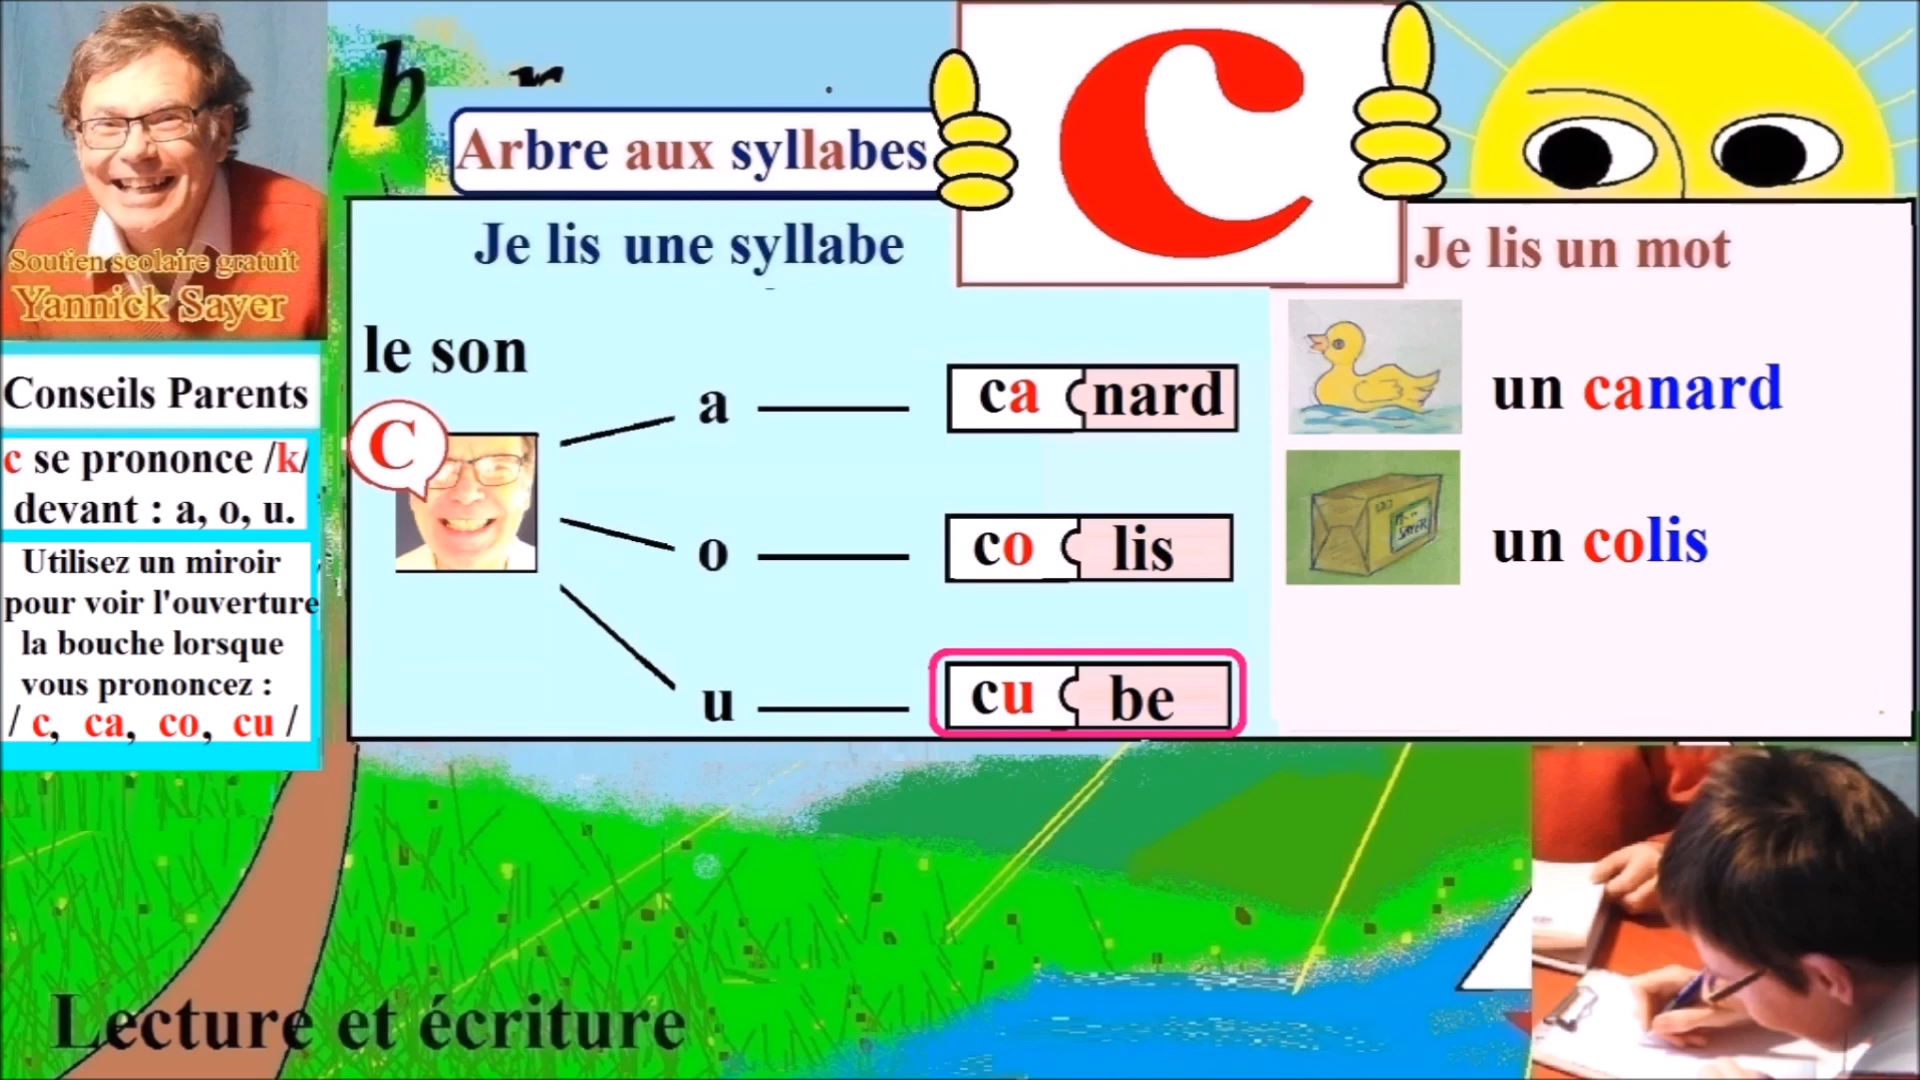 b r
Arbre aux syllabes
c
Soutien scolaire gratuit
Yannick Sayer
Conseils Parents
c se prononce /k/
devant : a, o, u.
Utilisez un miroir
pour voir l'ouverture
la bouche lorsque
vous prononcez :
/ c, ca, co, cu /
Je lis une syllabe
le son
C
a
ca nard
o
co lis
u
cu be
Je lis un mot
un canard
SAYER
un colis
Lecture et écriture